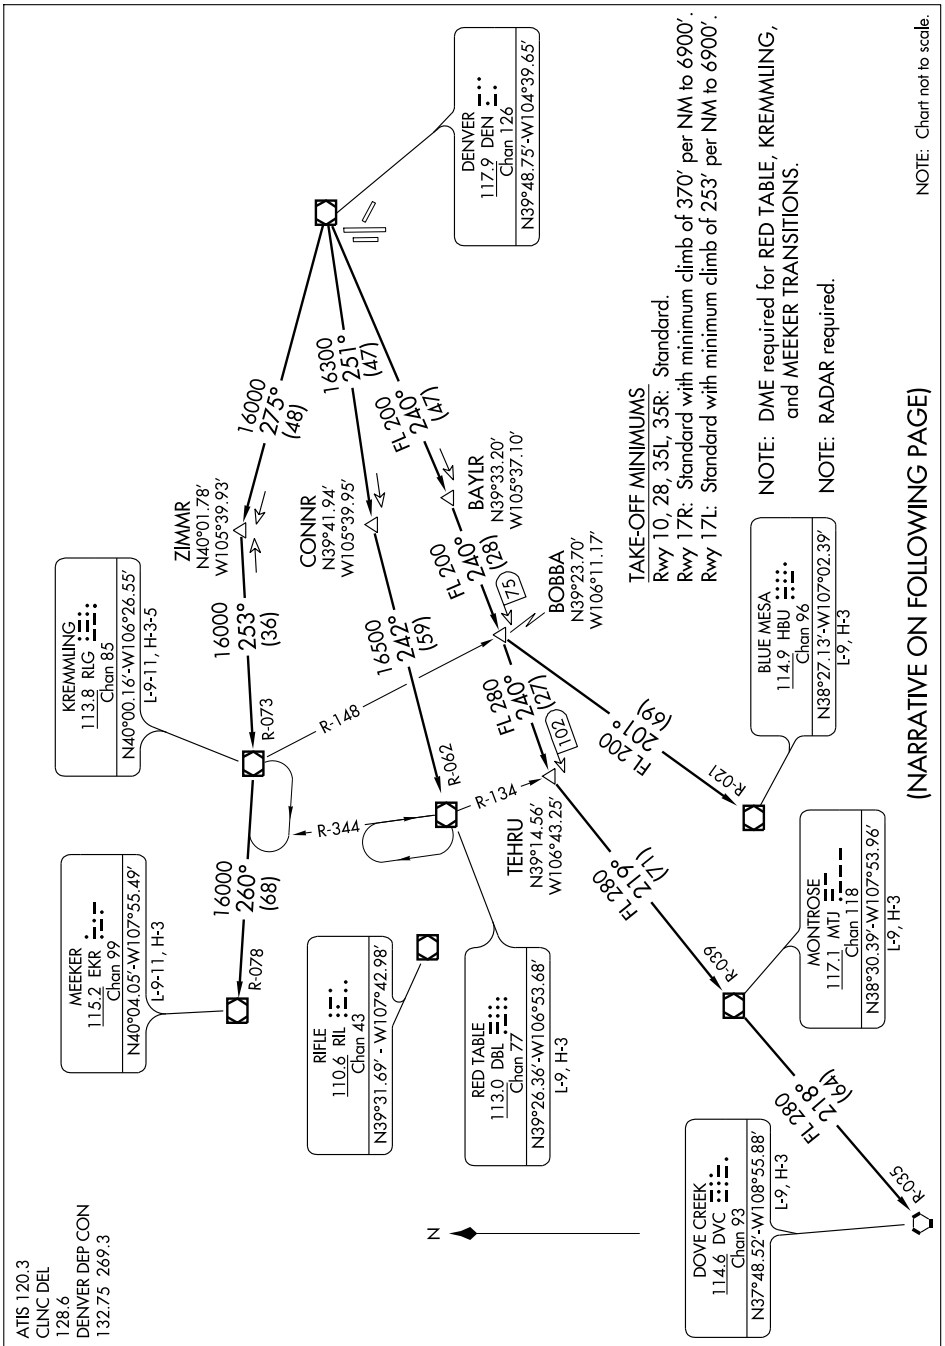 ATIS 120.3
CLNC DEL
128.6
DENVER DEP CON
132.75 269.3
MEEKER
115.2 EKR
Chan 99
N40°04.05'-W107°55.49'
L-9-11, H-3
KREMMLING
113.8 RLG
Chan 85
N40°00.16'-W106°26.55'
L-9-11, H-3-5
ZIMMR
N40°01.78'
W105°39.93'
16000
275°
(48)
R-073
16000
253°
(36)
R-078
16000
260°
(68)
CONNR
N39°41.94'
W105°39.95'
16300
251°
(47)
DENVER
117.9 DEN
Chan 126
N39°48.75'-W104°39.65'
RIFLE
110.6 RIL
Chan 43
N39°31.69' - W107°42.98'
R-344
R-148
16500
242°
(59)
R-062
FL 200
240°
(47)
BAYLR
N39°33.20'
W105°37.10'
RED TABLE
113.0 DBL
Chan 77
N39°26.36'-W106°53.68'
L-9, H-3
R-134
FL 200
240°
(28)
75
BOBBA
N39°23.70'
W106°11.17'
FL 280
240°
(27)
102
TEHRU
N39°14.56'
W106°43.25'
FL 200
201°
(69)
R-021
FL 280
219°
(71)
R-039
BLUE MESA
114.9 HBU
Chan 96
N38°27.13'-W107°02.39'
L-9, H-3
MONTROSE
117.1 MTJ
Chan 118
N38°30.39'-W107°53.96'
L-9, H-3
N
DOVE CREEK
114.6 DVC
Chan 93
N37°48.52'-W108°55.88'
L-9, H-3
FL 280
218°
(64)
R-035
TAKE-OFF MINIMUMS
Rwy 10, 28, 35L, 35R: Standard.
Rwy 17R: Standard with minimum climb of 370' per NM to 6900'.
Rwy 17L: Standard with minimum climb of 253' per NM to 6900'.
NOTE: DME required for RED TABLE, KREMMLING,
and MEEKER TRANSITIONS.
NOTE: RADAR required.
(NARRATIVE ON FOLLOWING PAGE)
NOTE: Chart not to scale.